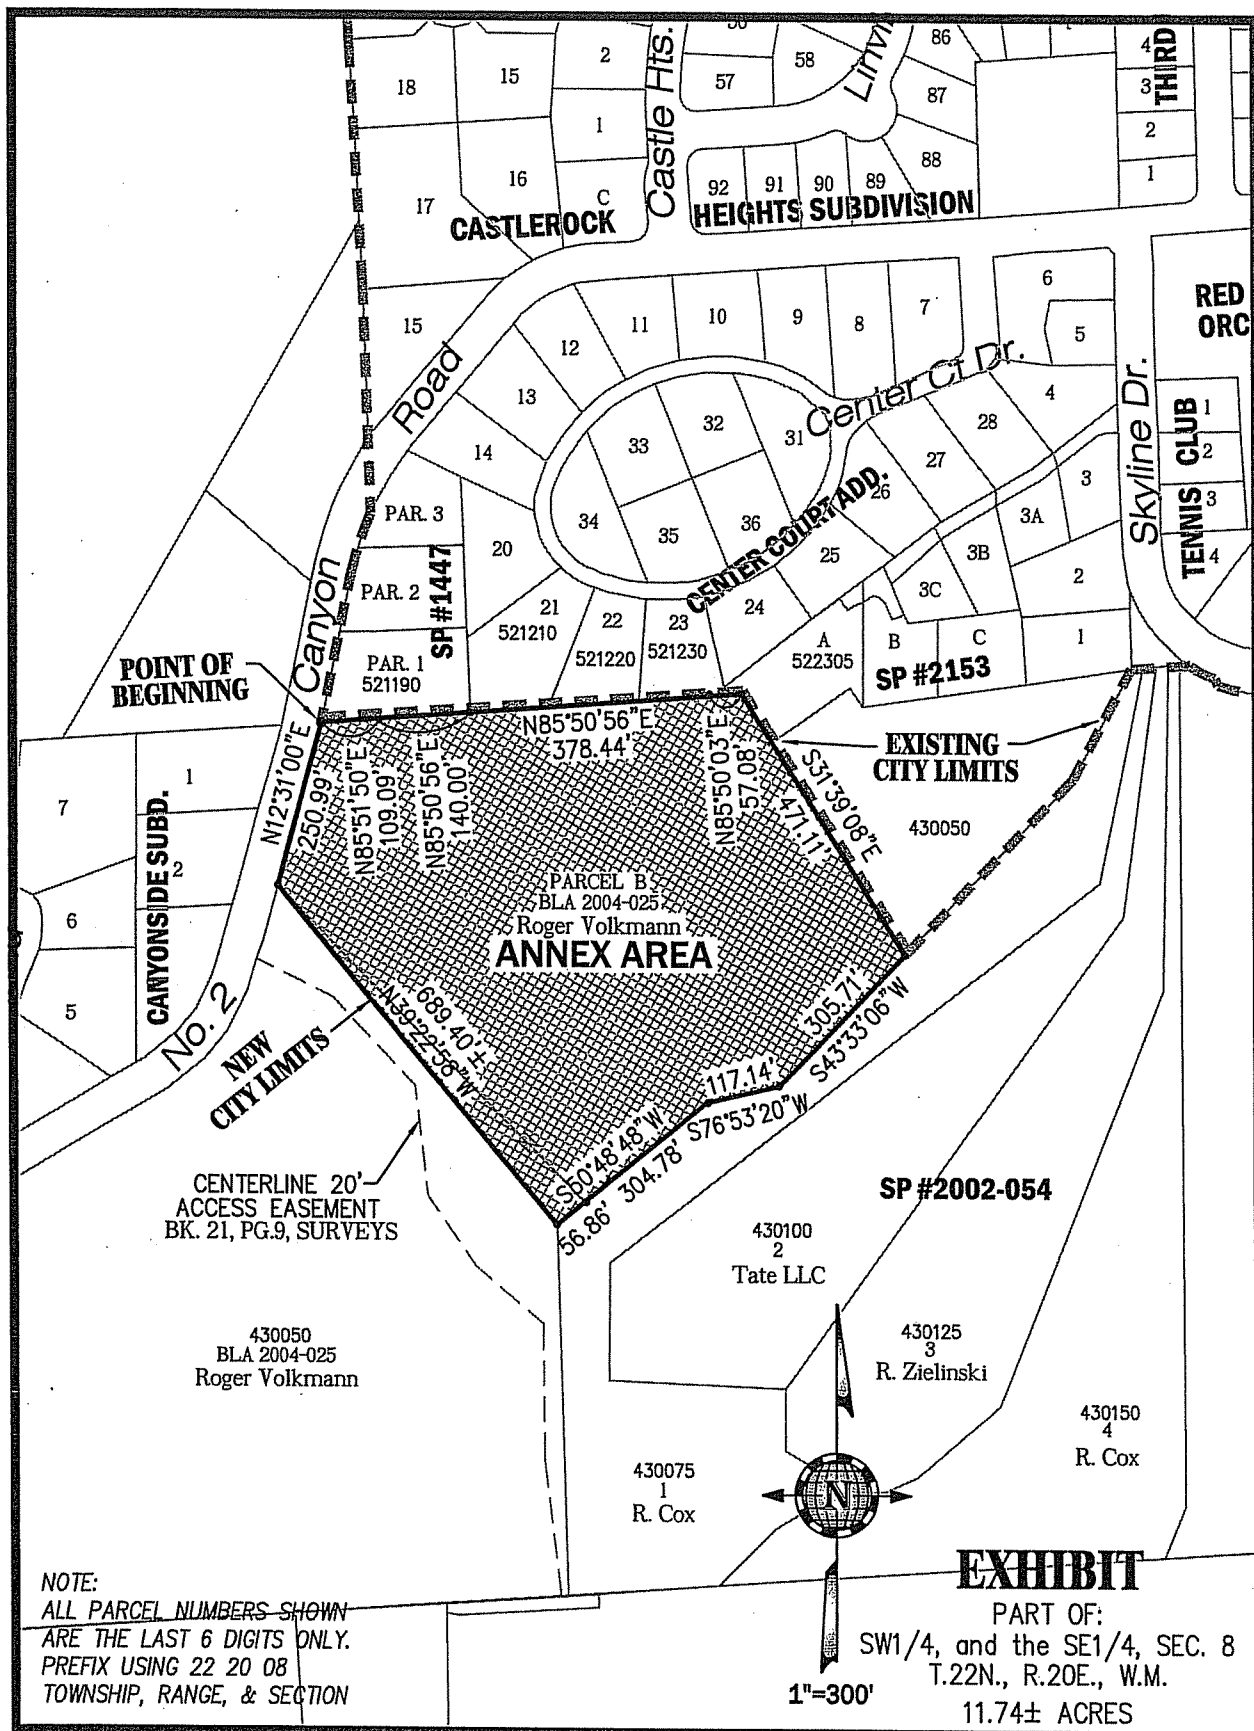 18
15
2
57
58
86
87
88
4
3
2
1
THIRD
17
16
1
C
Castle Hts.
92
91
90
89
CASTLEROCK
HEIGHTS SUBDIVISION
15
12
11
10
9
8
7
6
5
RED
ORC
Road
13
14
33
32
31
Center Ct Dr.
28
4
Skyline Dr.
TENNIS CLUB
1
2
3
4
34
35
36
CENTER COURT ADD.
26
27
25
3
3A
3B
3C
2
1
PAR. 3
PAR. 2
PAR. 1
521190
SP #1447
20
21
521210
22
521220
23
521230
24
A
522305
B
C
SP #2153
Canyon
POINT OF
BEGINNING
EXISTING
CITY LIMITS
N85°50'56"E
378.44'
N85°51'50"E
109.09'
N85°50'56"E
140.00'
N85°50'03"E
57.08'
S31°39'08"E
471.11'
430050
N12°31'00"E
250.99'
7
1
2
6
5
CANYONSIDE SUBD.
No. 2
PARCEL B
BLA 2004-025
Roger Volkmann
ANNEX AREA
NEW
CITY LIMITS
689.40'±
N39°22'58"W
305.71'
S43°33'06"W
117.14'
S76°53'20"W
S50°48'48"W
304.78'
56.86'
CENTERLINE 20'
ACCESS EASEMENT
BK. 21, PG.9, SURVEYS
SP #2002-054
430100
2
Tate LLC
430050
BLA 2004-025
Roger Volkmann
430125
3
R. Zielinski
430150
4
R. Cox
430075
1
R. Cox
N
1"=300'
NOTE:
ALL PARCEL NUMBERS SHOWN
ARE THE LAST 6 DIGITS ONLY.
PREFIX USING 22 20 08
TOWNSHIP, RANGE, & SECTION
EXHIBIT
PART OF:
SW1/4, and the SE1/4, SEC. 8
T.22N., R.20E., W.M.
11.74± ACRES